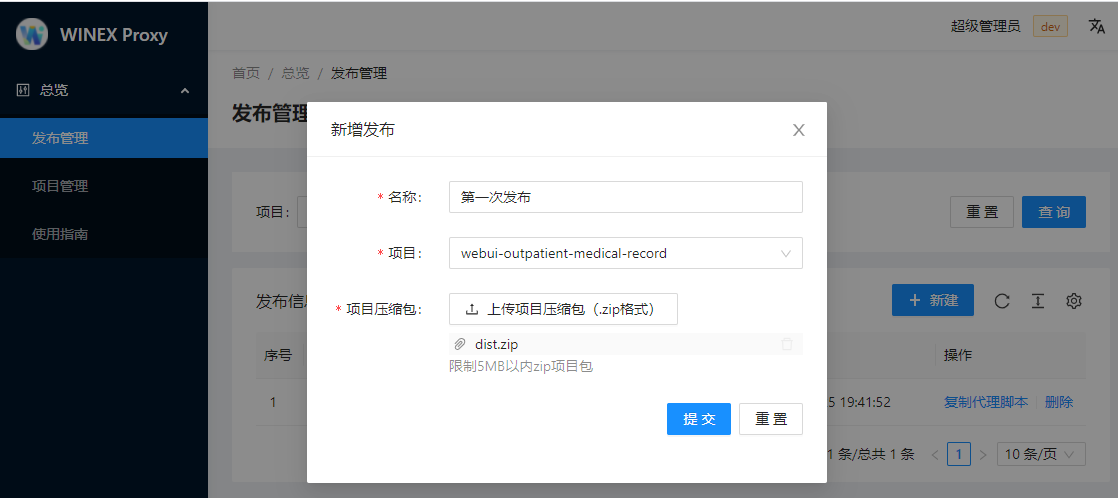 WINEX Proxy
总览
发布管理
项目管理
使用指南
超级管理员 dev
首页 / 总览 / 发布管理
发布管理
项目:
重 置 查 询
发布信
+ 新建
序号 操作
1 5 19:41:52 复制代理脚本 删除
1 条/总共 1 条 < 1 > 10 条/页
新增发布
* 名称: 第一次发布
* 项目: webui-outpatient-medical-record
* 项目压缩包: 上传项目压缩包（.zip格式）
dist.zip
限制5MB以内zip项目包
提 交 重 置